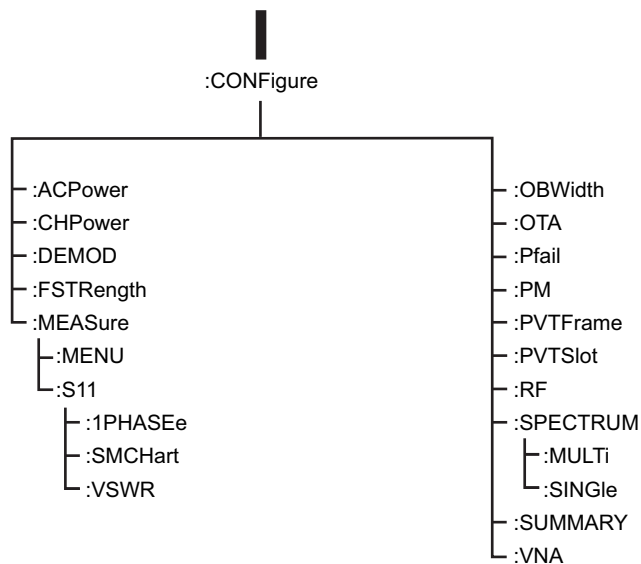 :CONFigure
:ACPower
:CHPower
:DEMOD
:FSTRength
:MEASure
:MENU
:S11
:1PHASEe
:SMCHart
:VSWR
:OBWidth
:OTA
:Pfail
:PM
:PVTFrame
:PVTSlot
:RF
:SPECTRUM
:MULTi
:SINGle
:SUMMARY
:VNA